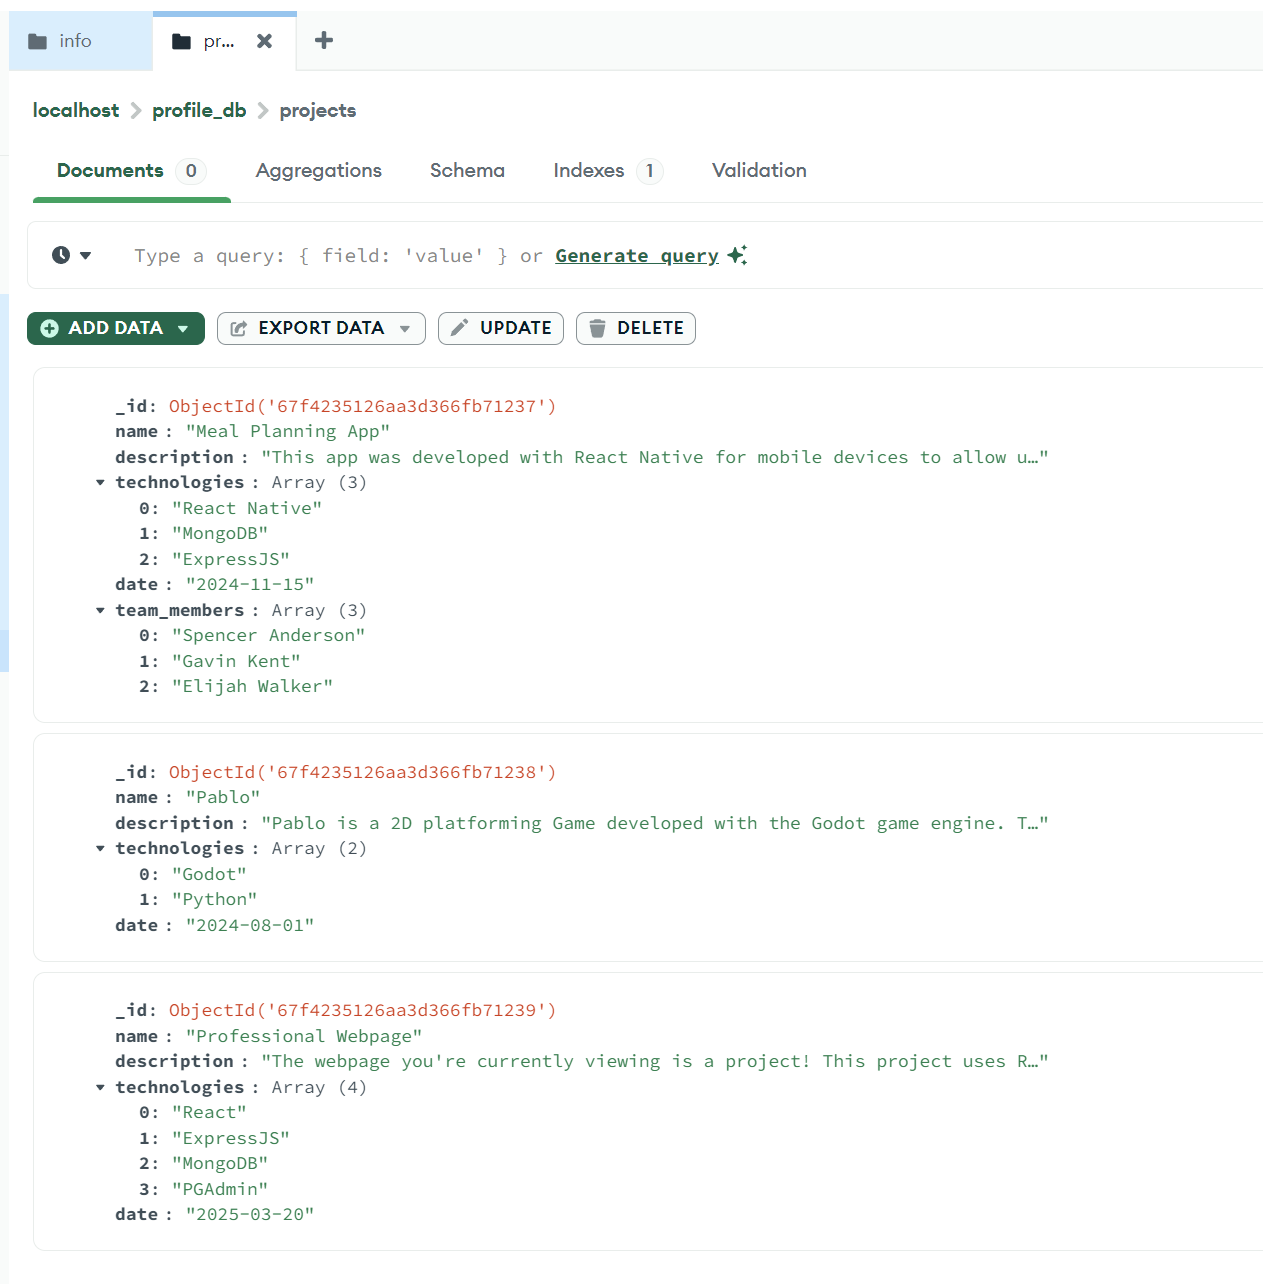 info
pr...
localhost > profile_db > projects
Documents 0 Aggregations Schema Indexes 1 Validation
Type a query: { field: 'value' } or Generate query
ADD DATA EXPORT DATA UPDATE DELETE
_id: ObjectId('67f4235126aa3d366fb71237')
name : "Meal Planning App"
description : "This app was developed with React Native for mobile devices to allow u…"
technologies : Array (3)
0: "React Native"
1: "MongoDB"
2: "ExpressJS"
date : "2024-11-15"
team_members : Array (3)
0: "Spencer Anderson"
1: "Gavin Kent"
2: "Elijah Walker"
_id: ObjectId('67f4235126aa3d366fb71238')
name : "Pablo"
description : "Pablo is a 2D platforming Game developed with the Godot game engine. T…"
technologies : Array (2)
0: "Godot"
1: "Python"
date : "2024-08-01"
_id: ObjectId('67f4235126aa3d366fb71239')
name : "Professional Webpage"
description : "The webpage you're currently viewing is a project! This project uses R…"
technologies : Array (4)
0: "React"
1: "ExpressJS"
2: "MongoDB"
3: "PGAdmin"
date : "2025-03-20"